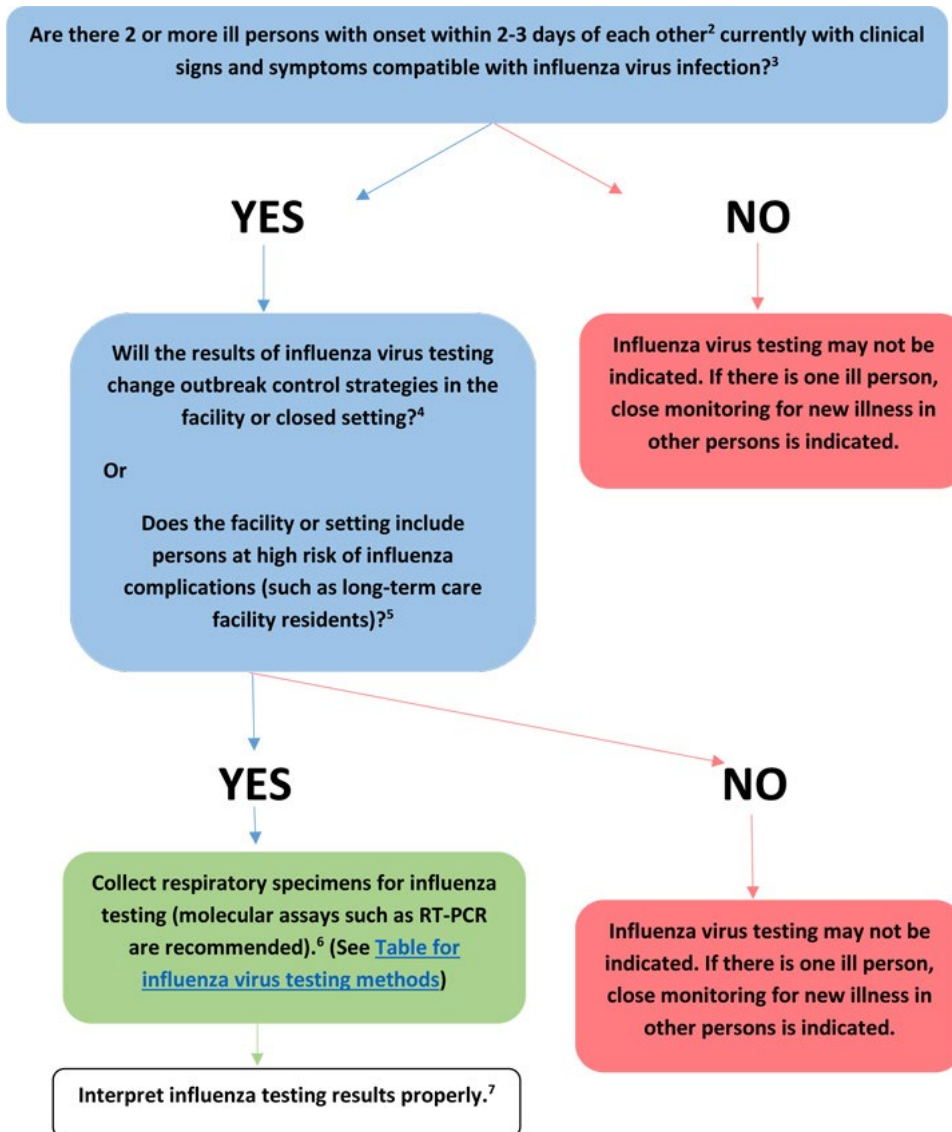 Are there 2 or more ill persons with onset within 2-3 days of each other² currently with clinical
signs and symptoms compatible with influenza virus infection?³
YES
NO
Will the results of influenza virus testing
change outbreak control strategies in the
facility or closed setting?⁴
Or
Does the facility or setting include
persons at high risk of influenza
complications (such as long-term care
facility residents)?⁵
Influenza virus testing may not be
indicated. If there is one ill person,
close monitoring for new illness in
other persons is indicated.
YES
NO
Collect respiratory specimens for influenza
testing (molecular assays such as RT-PCR
are recommended).⁶ (See Table for
influenza virus testing methods)
Influenza virus testing may not be
indicated. If there is one ill person,
close monitoring for new illness in
other persons is indicated.
Interpret influenza testing results properly.⁷